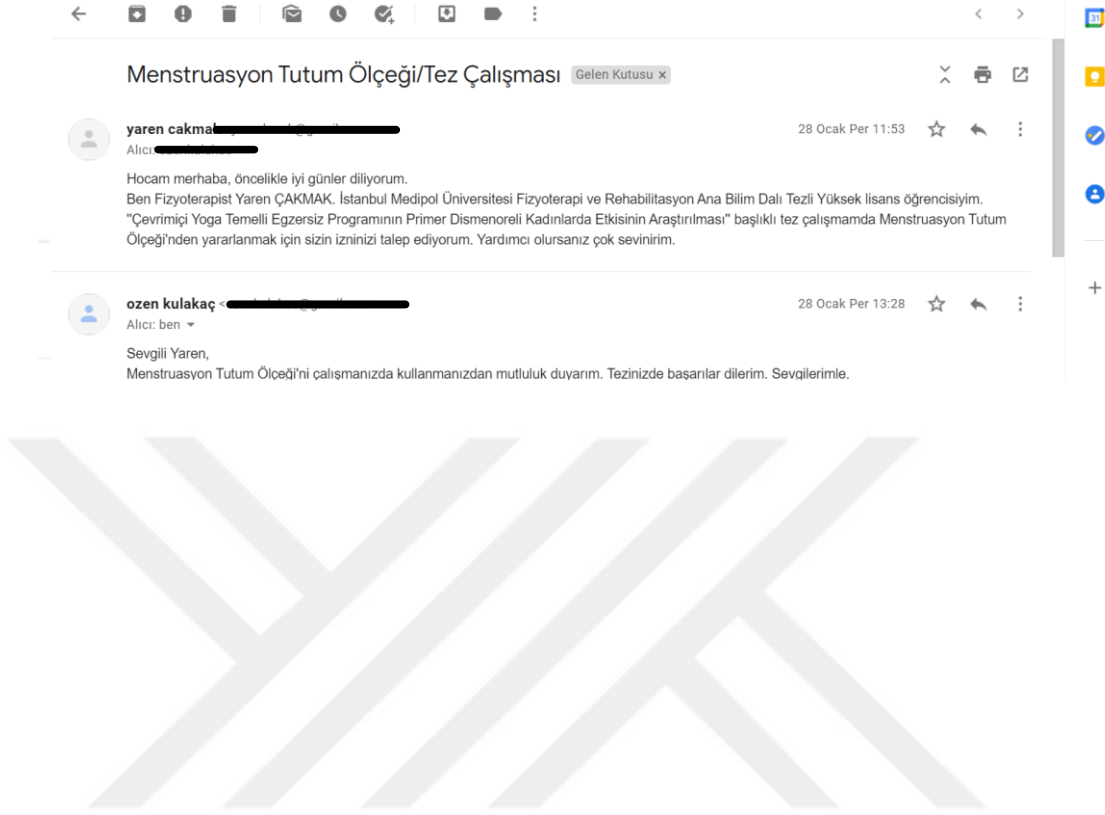 Menstruasyon Tutum Ölçeği/Tez Çalışması Gelen Kutusu x
31
yaren cakmak 28 Ocak Per 11:53
Alıcı:
Hocam merhaba, öncelikle iyi günler diliyorum.
Ben Fizyoterapist Yaren ÇAKMAK. İstanbul Medipol Üniversitesi Fizyoterapi ve Rehabilitasyon Ana Bilim Dalı Tezli Yüksek lisans öğrencisiyim.
"Çevrimiçi Yoga Temelli Egzersiz Programının Primer Dismenoreli Kadınlarda Etkisinin Araştırılması" başlıklı tez çalışmamda Menstruasyon Tutum
Ölçeği'nden yararlanmak için sizin izninizi talep ediyorum. Yardımcı olursanız çok sevinirim.
ozen kulakaç < 28 Ocak Per 13:28
Alıcı: ben
Sevgili Yaren,
Menstruasyon Tutum Ölçeği'ni çalışmanızda kullanmanızdan mutluluk duyarım. Tezinizde başarılar dilerim. Sevgilerimle.